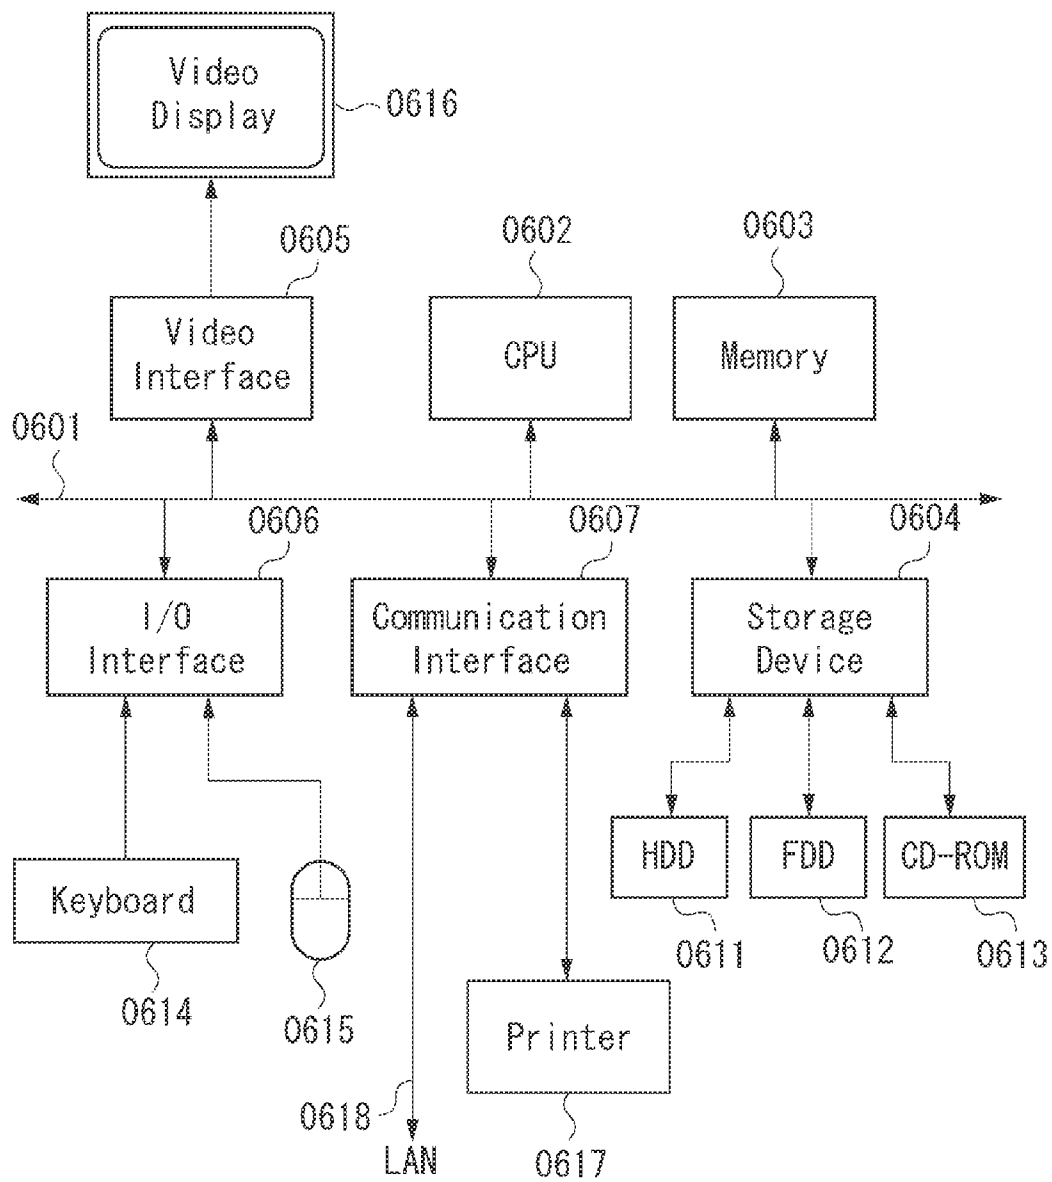 Video
Display
0616
0605
0602
0603
Video
Interface
CPU
Memory
0601
0606
0607
0604
I/O
Interface
Communication
Interface
Storage
Device
HDD
FDD
CD-ROM
Keyboard
0611
0612
0613
0614
0615
Printer
0618
LAN
0617